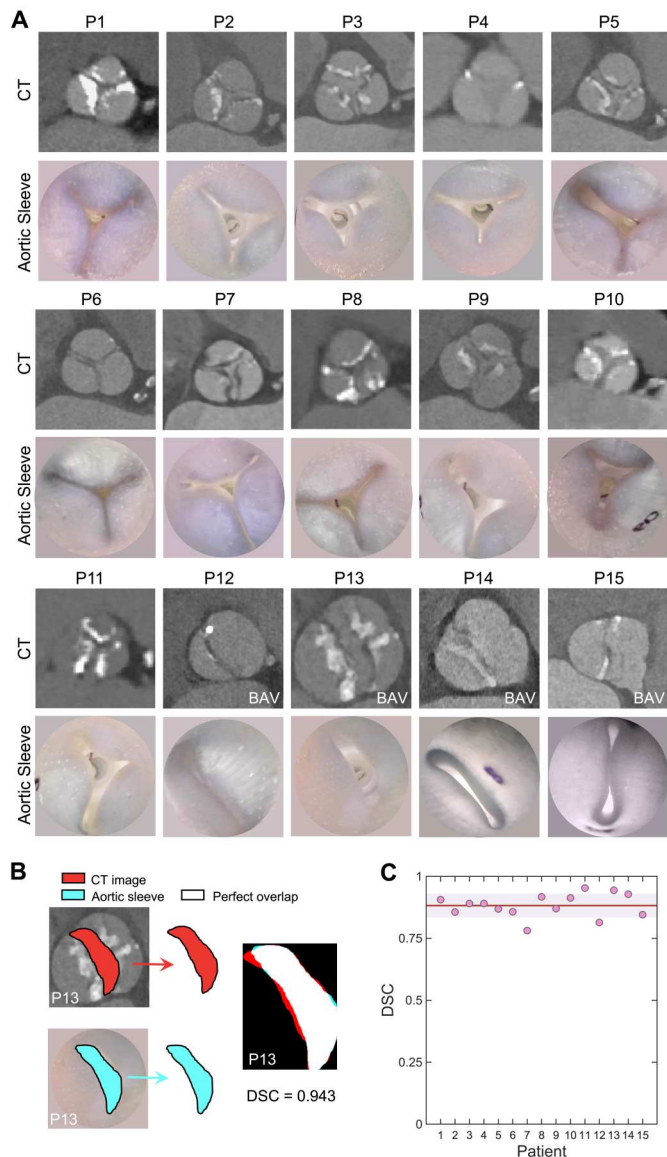 A
P1 P2 P3 P4 P5
CT
Aortic Sleeve
P6 P7 P8 P9 P10
CT
Aortic Sleeve
P11 P12 P13 P14 P15
CT
BAV BAV BAV BAV
Aortic Sleeve
B
CT image
Aortic sleeve Perfect overlap
P13
P13
P13
DSC = 0.943
C
1
0.75
0.5
0.25
0
DSC
1 2 3 4 5 6 7 8 9 10 11 12 13 14 15
Patient